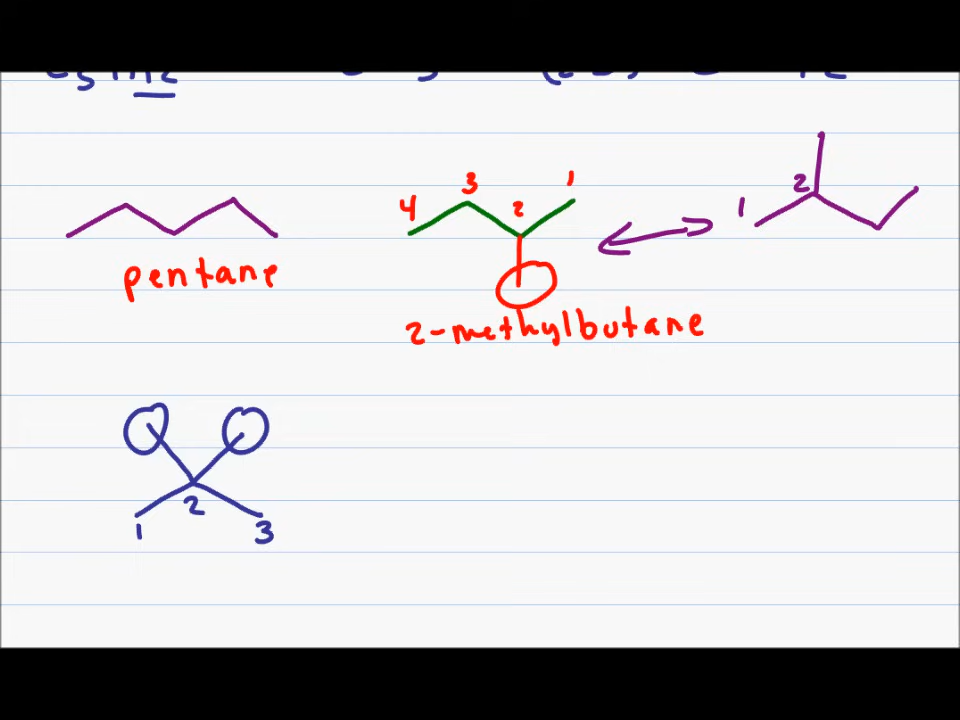 1 2
4 3 2 1
pentane
2-methylbutane
1 2 3